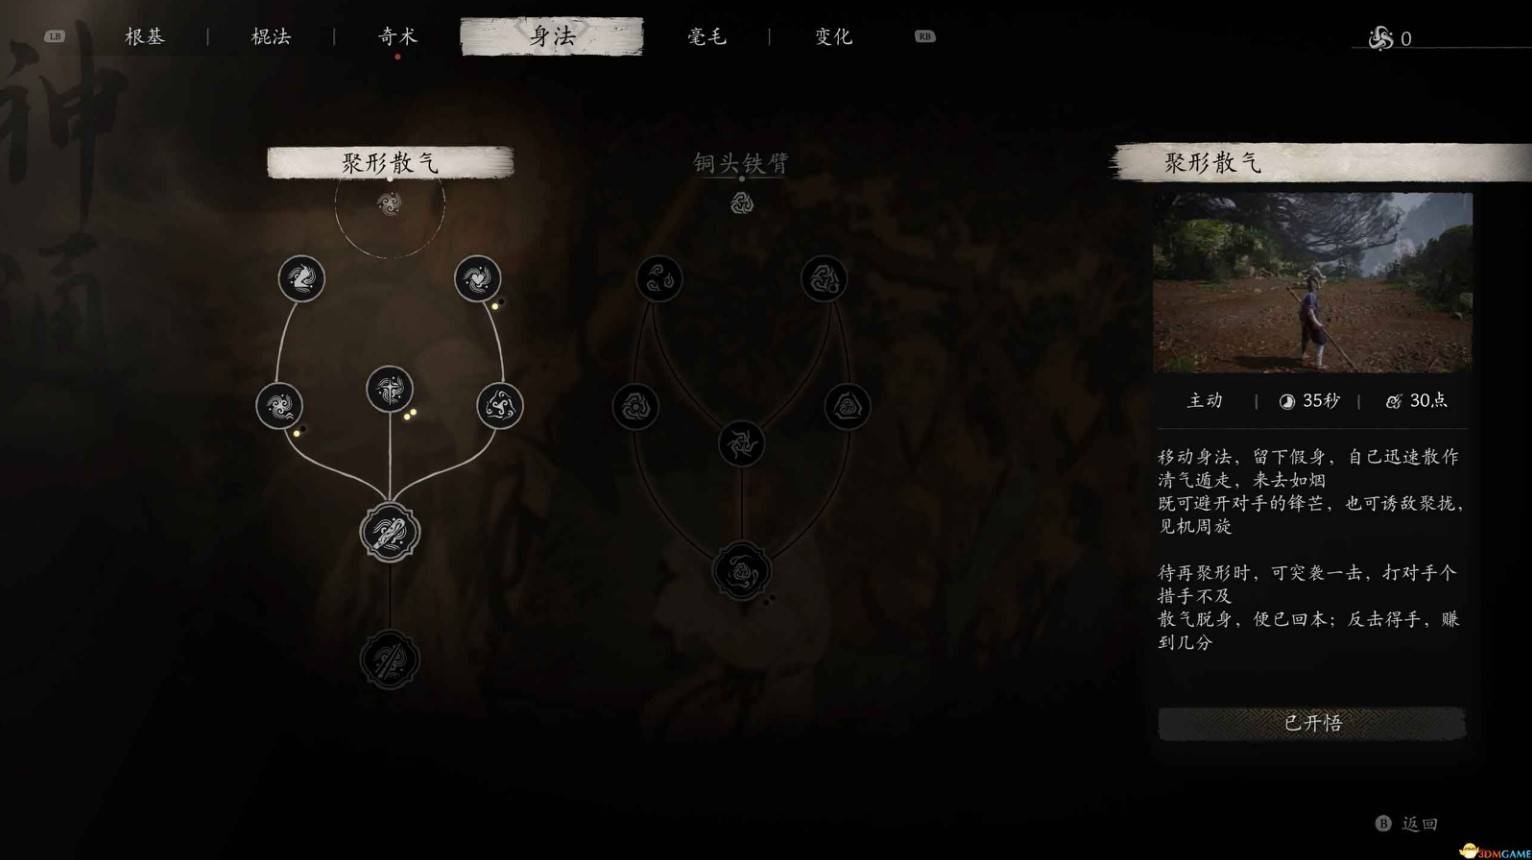 LB 根基 棍法 奇术 身法 毫毛 变化 RB
0
神通
聚形散气
铜头铁臂
聚形散气
主动 35秒 30点
移动身法，留下假身，自己迅速散作
清气遁走，来去如烟
既可避开对手的锋芒，也可诱敌聚拢，
见机周旋
待再聚形时，可突袭一击，打对手个
措手不及
散气脱身，便已回本；反击得手，赚
到几分
已开悟
B 返回
3DMGAME